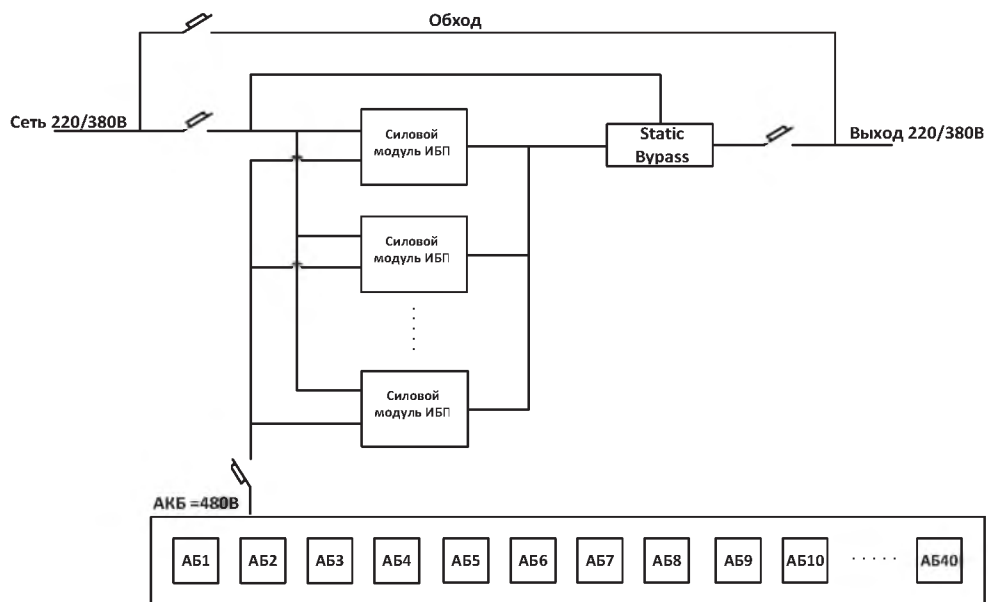 Обход
Сеть 220/380В
Силовой
модуль ИБП
Static
Bypass
Выход 220/380В
Силовой
модуль ИБП
Силовой
модуль ИБП
АКБ =480В
АБ1 АБ2 АБ3 АБ4 АБ5 АБ6 АБ7 АБ8 АБ9 АБ10 ..... АБ40